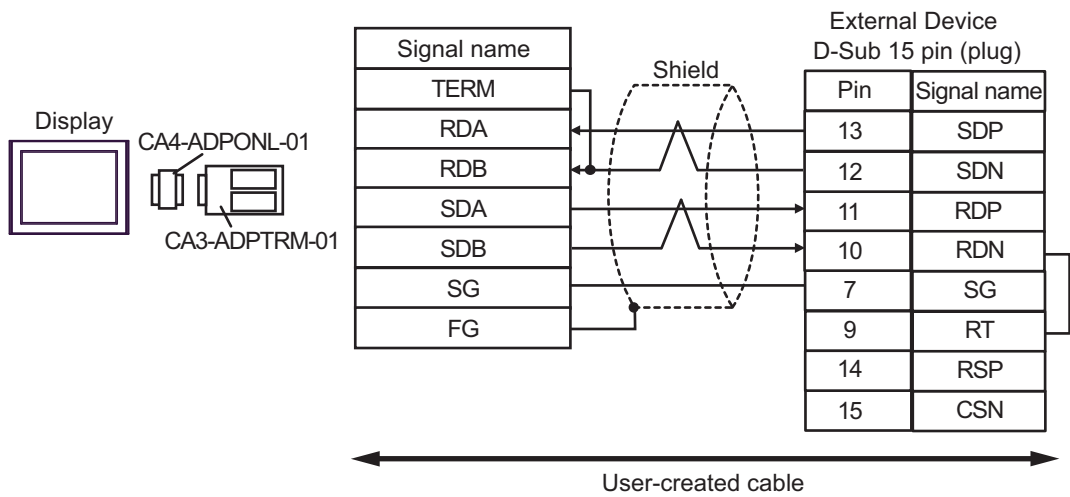 External Device
D-Sub 15 pin (plug)
Signal name
Shield
Pin Signal name
TERM
Display
CA4-ADPONL-01
CA3-ADPTRM-01
RDA
13 SDP
RDB
12 SDN
SDA
11 RDP
SDB
10 RDN
SG
7 SG
FG
9 RT
14 RSP
15 CSN
User-created cable